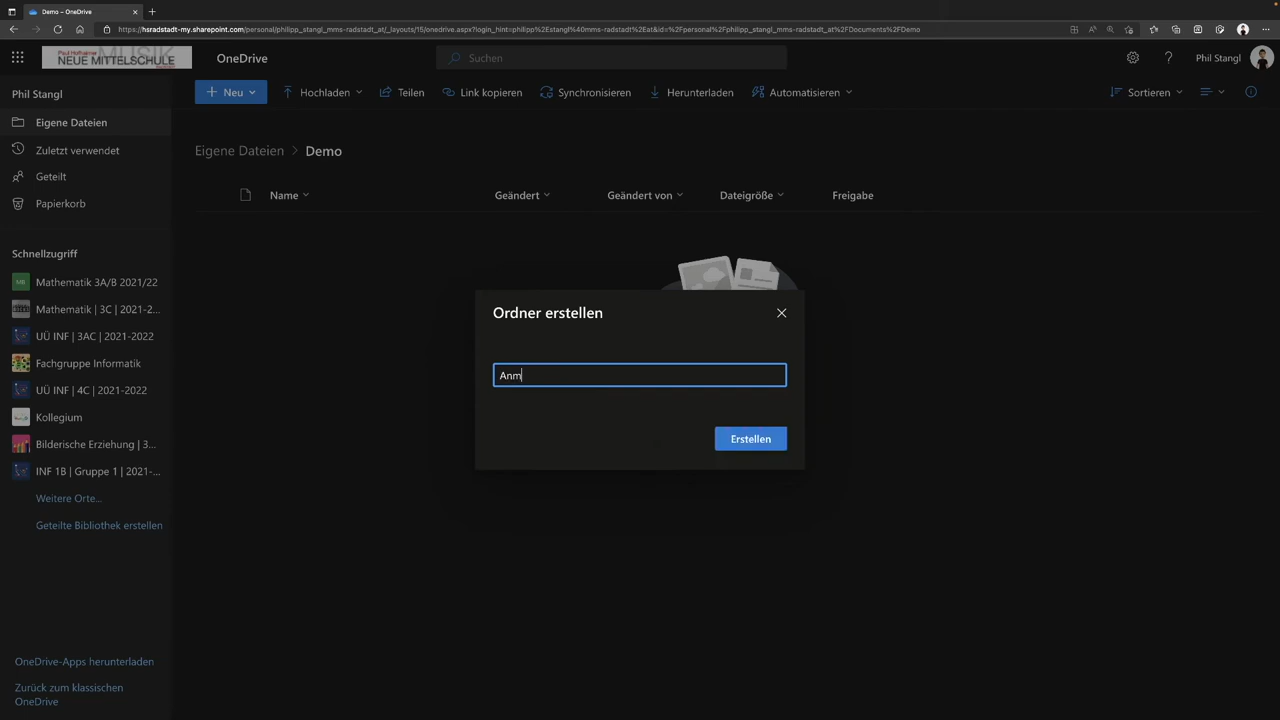 Demo – OneDrive
https://hsradstadt-my.sharepoint.com/personal/philipp_stangl_mms-radstadt_at/_layouts/15/onedrive.aspx?login_hint=philipp%2Estangl%40mms-radstadt%2Eat&id=%2Fpersonal%2Fphilipp_stangl_mms-radstadt_at%2FDocuments%2FDemo
MUSIK
Paul Hofhaimer
NEUE MITTELSCHULE
OneDrive
Suchen
Phil Stangl
Phil Stangl
Neu
Hochladen
Teilen
Link kopieren
Synchronisieren
Herunterladen
Automatisieren
Sortieren
Eigene Dateien
Zuletzt verwendet
Geteilt
Papierkorb
Eigene Dateien > Demo
Name
Geändert
Geändert von
Dateigröße
Freigabe
Schnellzugriff
MB
Mathematik 3A/B 2021/22
Mathematik | 3C | 2021-2...
UÜ INF | 3AC | 2021-2022
Fachgruppe Informatik
UÜ INF | 4C | 2021-2022
Kollegium
Bilderische Erziehung | 3...
INF 1B | Gruppe 1 | 2021-...
Weitere Orte...
Geteilte Bibliothek erstellen
Ordner erstellen
Anm
Erstellen
OneDrive-Apps herunterladen
Zurück zum klassischen
OneDrive